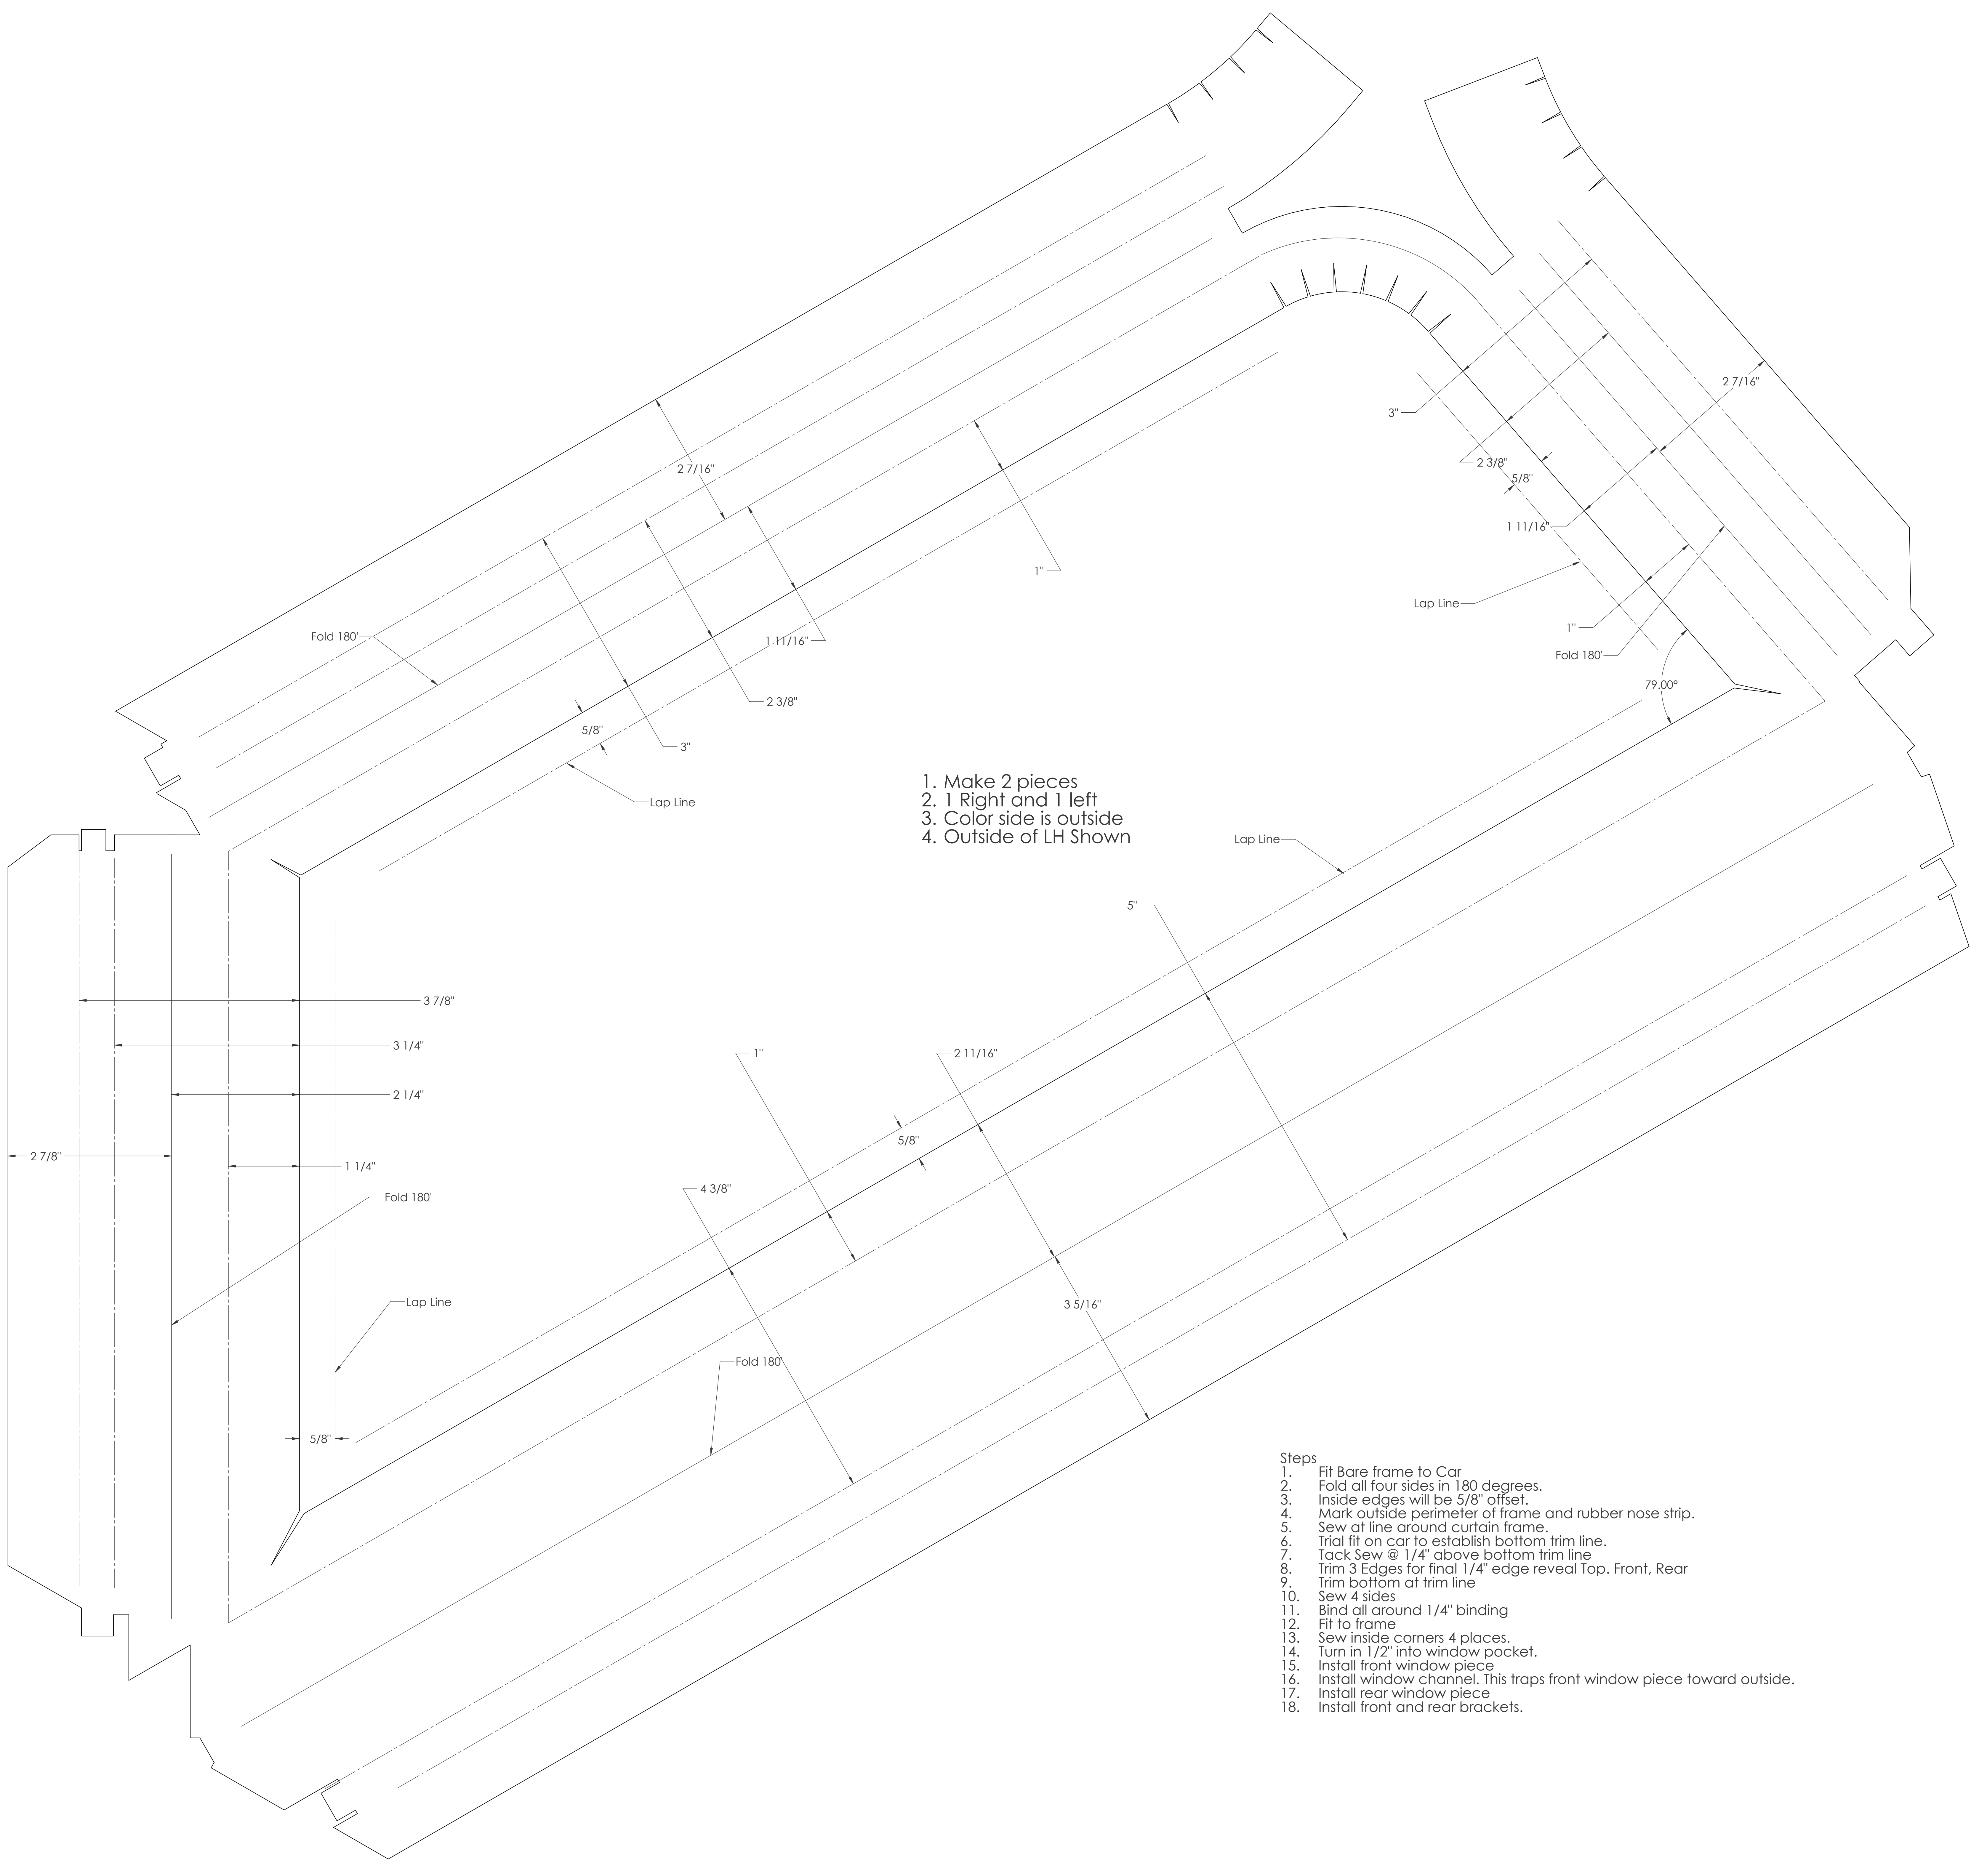 2 7/16"
2 7/16"
3"
2 3/8"
5/8"
1 11/16"
1"
Lap Line
1"
Fold 180'
Fold 180'
1 11/16"
79.00°
2 3/8"
5/8"
3"
Lap Line
1. Make 2 pieces
2. 1 Right and 1 left
3. Color side is outside
4. Outside of LH Shown
Lap Line
5"
3 7/8"
3 1/4"
1"
2 11/16"
2 1/4"
5/8"
2 7/8"
1 1/4"
4 3/8"
Fold 180'
Lap Line
3 5/16"
Fold 180'
5/8"
Steps
1. Fit Bare frame to Car
2. Fold all four sides in 180 degrees.
3. Inside edges will be 5/8" offset.
4. Mark outside perimeter of frame and rubber nose strip.
5. Sew at line around curtain frame.
6. Trial fit on car to establish bottom trim line.
7. Tack Sew @ 1/4" above bottom trim line
8. Trim 3 Edges for final 1/4" edge reveal Top. Front, Rear
9. Trim bottom at trim line
10. Sew 4 sides
11. Bind all around 1/4" binding
12. Fit to frame
13. Sew inside corners 4 places.
14. Turn in 1/2" into window pocket.
15. Install front window piece
16. Install window channel. This traps front window piece toward outside.
17. Install rear window piece
18. Install front and rear brackets.